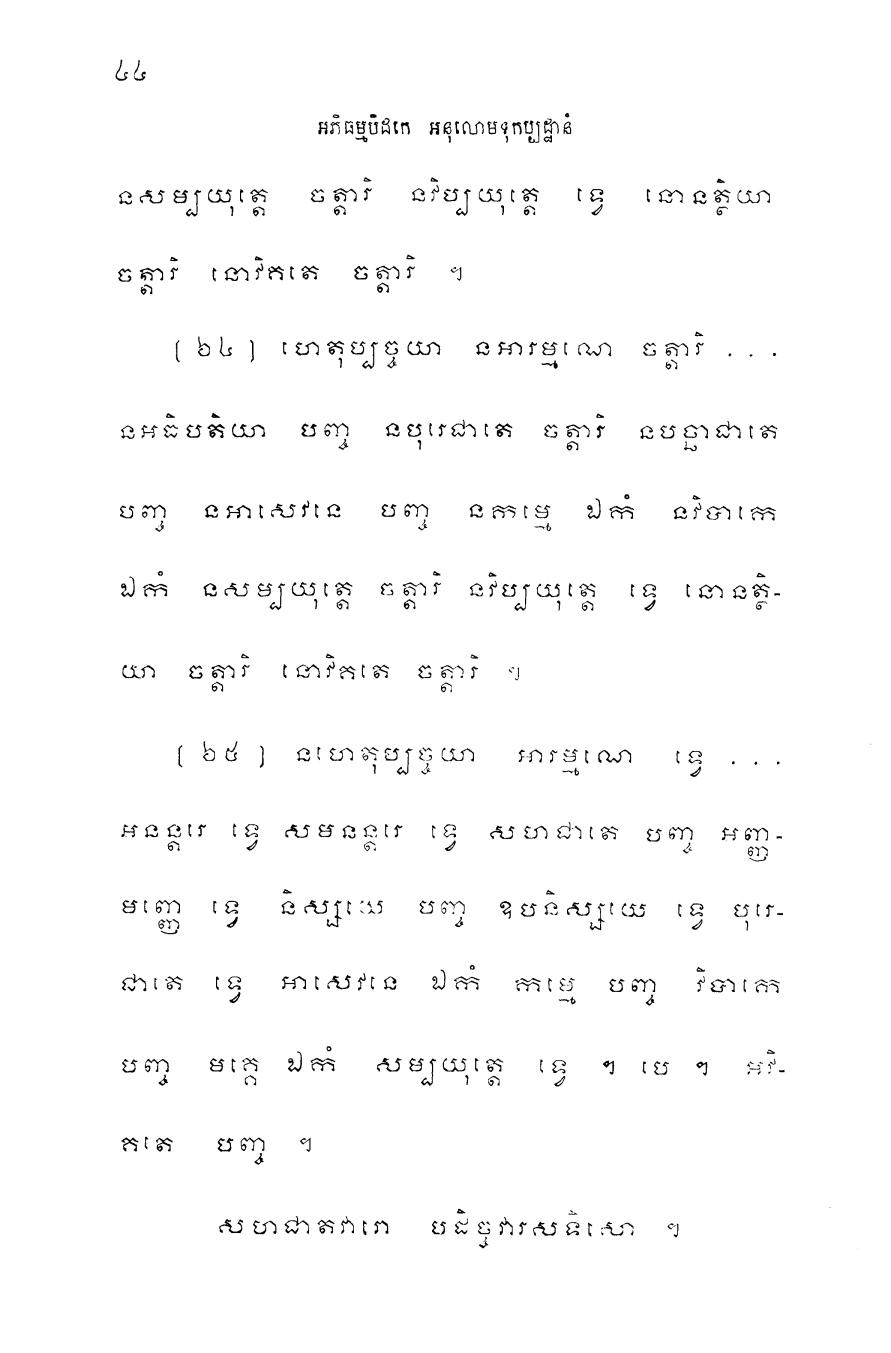 ៤៤
អភិធម្មបិដកេ អនុលោមទុកប្បដ្ឋានំ
នសម្បយុត្តេ ចត្តារិ នវិប្បយុត្តេ ទ្វេ នោនត្ថិយា
ចត្តារិ នោវិគតេ ចត្តារិ ។
[ ៦៤ ] ហេតុប្បច្ចយា នអារម្មណេ ចត្តារិ . . .
នអធិបតិយា បញ្ច នបុរេជាតេ ចត្តារិ នបច្ឆាជាតេ
បញ្ច នអាសេវនេ បញ្ច នកម្មេ ឯកំ នវិបាកេ
ឯកំ នសម្បយុត្តេ ចត្តារិ នវិប្បយុត្តេ ទ្វេ នោនត្ថិ-
យា ចត្តារិ នោវិគតេ ចត្តារិ ។
[ ៦៥ ] នហេតុប្បច្ចយា អារម្មណេ ទ្វេ . . .
អនន្តរេ ទ្វេ សមនន្តរេ ទ្វេ សហជាតេ បញ្ច អញ្ញ-
មញ្ញេ ទ្វេ និស្សយេ បញ្ច ឧបនិស្សយេ ទ្វេ បុរេ-
ជាតេ ទ្វេ អាសេវនេ ឯកំ កម្មេ បញ្ច វិបាកេ
បញ្ច មគ្គេ ឯកំ សម្បយុត្តេ ទ្វេ ។ បេ ។ អវិ-
គតេ បញ្ច ។
សហជាតវារោ បដិច្ចវារសទិសោ ។